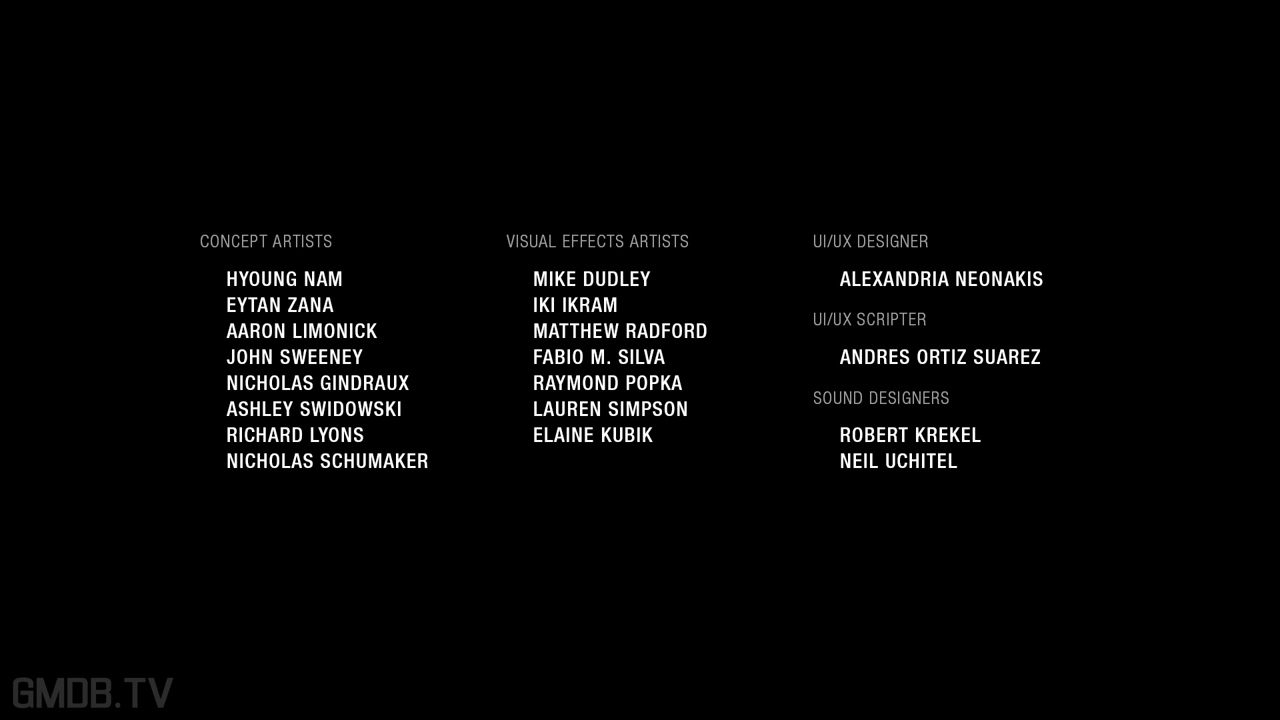 CONCEPT ARTISTS
HYOUNG NAM
EYTAN ZANA
AARON LIMONICK
JOHN SWEENEY
NICHOLAS GINDRAUX
ASHLEY SWIDOWSKI
RICHARD LYONS
NICHOLAS SCHUMAKER
VISUAL EFFECTS ARTISTS
MIKE DUDLEY
IKI IKRAM
MATTHEW RADFORD
FABIO M. SILVA
RAYMOND POPKA
LAUREN SIMPSON
ELAINE KUBIK
UI/UX DESIGNER
ALEXANDRIA NEONAKIS
UI/UX SCRIPTER
ANDRES ORTIZ SUAREZ
SOUND DESIGNERS
ROBERT KREKEL
NEIL UCHITEL
GMDB.TV